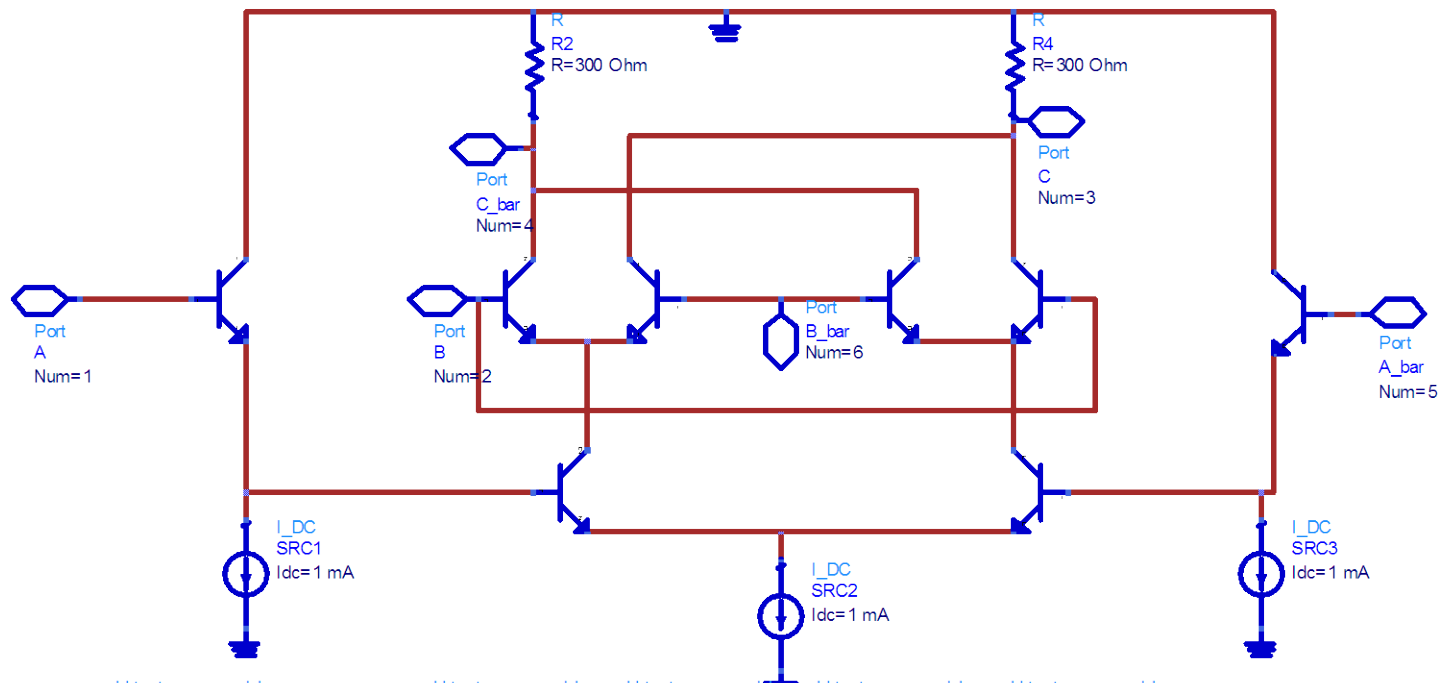 R
R2
R=300 Ohm
R
R4
R=300 Ohm
Port
C_bar
Num=4
Port
C
Num=3
Port
A
Num=1
Port
B
Num=2
Port
B_bar
Num=6
Port
A_bar
Num=5
I_DC
SRC1
Idc=1 mA
I_DC
SRC2
Idc=1 mA
I_DC
SRC3
Idc=1 mA